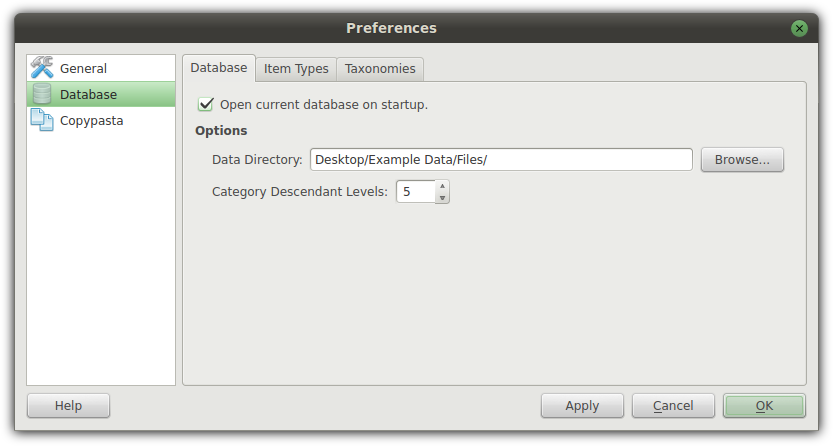 Preferences
General
Database
Copypasta
Database Item Types Taxonomies
Open current database on startup.
Options
Data Directory: Desktop/Example Data/Files/ Browse...
Category Descendant Levels: 5
Help Apply Cancel OK